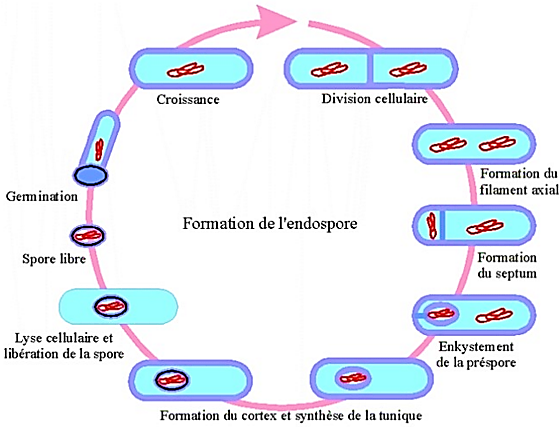 Croissance
Division cellulaire
Formation du
filament axial
Germination
Formation de l'endospore
Spore libre
Formation
du septum
Lyse cellulaire et
libération de la spore
Enkystement
de la préspore
Formation du cortex et synthèse de la tunique